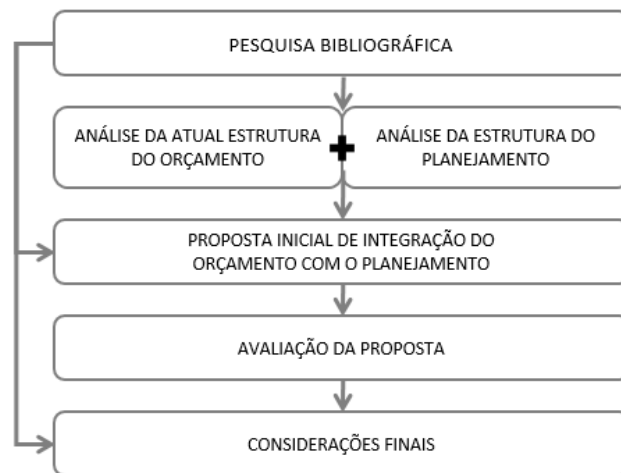 PESQUISA BIBLIOGRÁFICA
ANÁLISE DA ATUAL ESTRUTURA
DO ORÇAMENTO
ANÁLISE DA ESTRUTURA DO
PLANEJAMENTO
PROPOSTA INICIAL DE INTEGRAÇÃO DO
ORÇAMENTO COM O PLANEJAMENTO
AVALIAÇÃO DA PROPOSTA
CONSIDERAÇÕES FINAIS